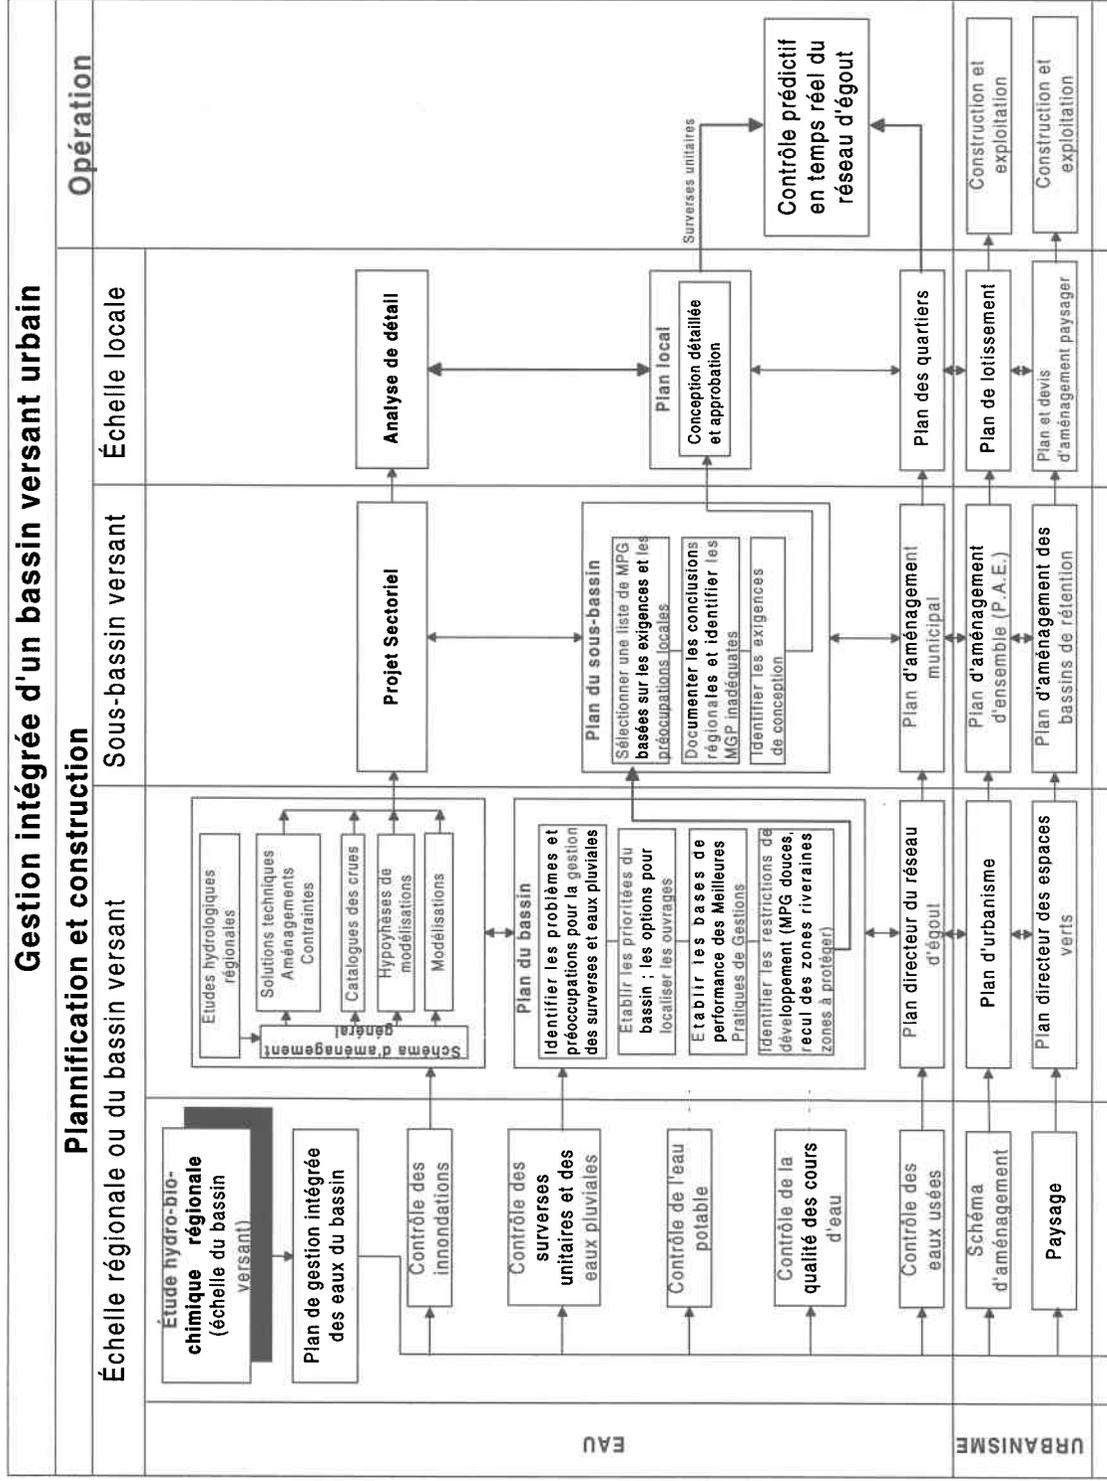 Gestion intégrée d'un bassin versant urbain
Plannification et construction
Opération
Échelle régionale ou du bassin versant
Sous-bassin versant
Échelle locale
EAU
Étude hydro-bio-
chimique régionale
(échelle du bassin
versant)
Plan de gestion intégrée
des eaux du bassin
Contrôle des
innondations
Contrôle des
surverses
unitaires et des
eaux pluviales
Contrôle de l'eau
potable
Contrôle de la
qualité des cours
d'eau
Contrôle des
eaux usées
Etudes hydrologiques
régionales
Schéma d'aménagement
général
Solutions techniques
Aménagements
Contraintes
Catalogues des crues
Hypoyhèses de
modélisations
Modélisations
Plan du bassin
Identifier les problèmes et
préoccupations pour la gestion
des surverses et eaux pluviales
Etablir les prioritées du
bassin ; les options pour
localiser les ouvrages
Etablir les bases de
performance des Meilleures
Pratiques de Gestions
Identifier les restrictions de
développement (MPG douces,
recul des zones riveraines
zones à protéger)
Plan directeur du réseau
d'égout
Projet Sectoriel
Plan du sous-bassin
Sélectionner une liste de MPG
basées sur les exigences et les
préocupations locales
Documenter les conclusions
régionales et identifier les
MGP inadéquates
Identifier les exigences
de conception
Plan d'aménagement
municipal
Analyse de détail
Plan local
Conception détaillée
et approbation
Plan des quartiers
Surverses unitaires
Contrôle prédictif
en temps réel du
réseau d'égout
URBANISME
Schéma
d'aménagement
Plan d'urbanisme
Plan d'aménagement
d'ensemble (P.A.E.)
Plan de lotissement
Construction et
exploitation
Paysage
Plan directeur des espaces
verts
Plan d'aménagement des
bassins de rétention
Plan et devis
d'aménagement paysager
Construction et
exploitation